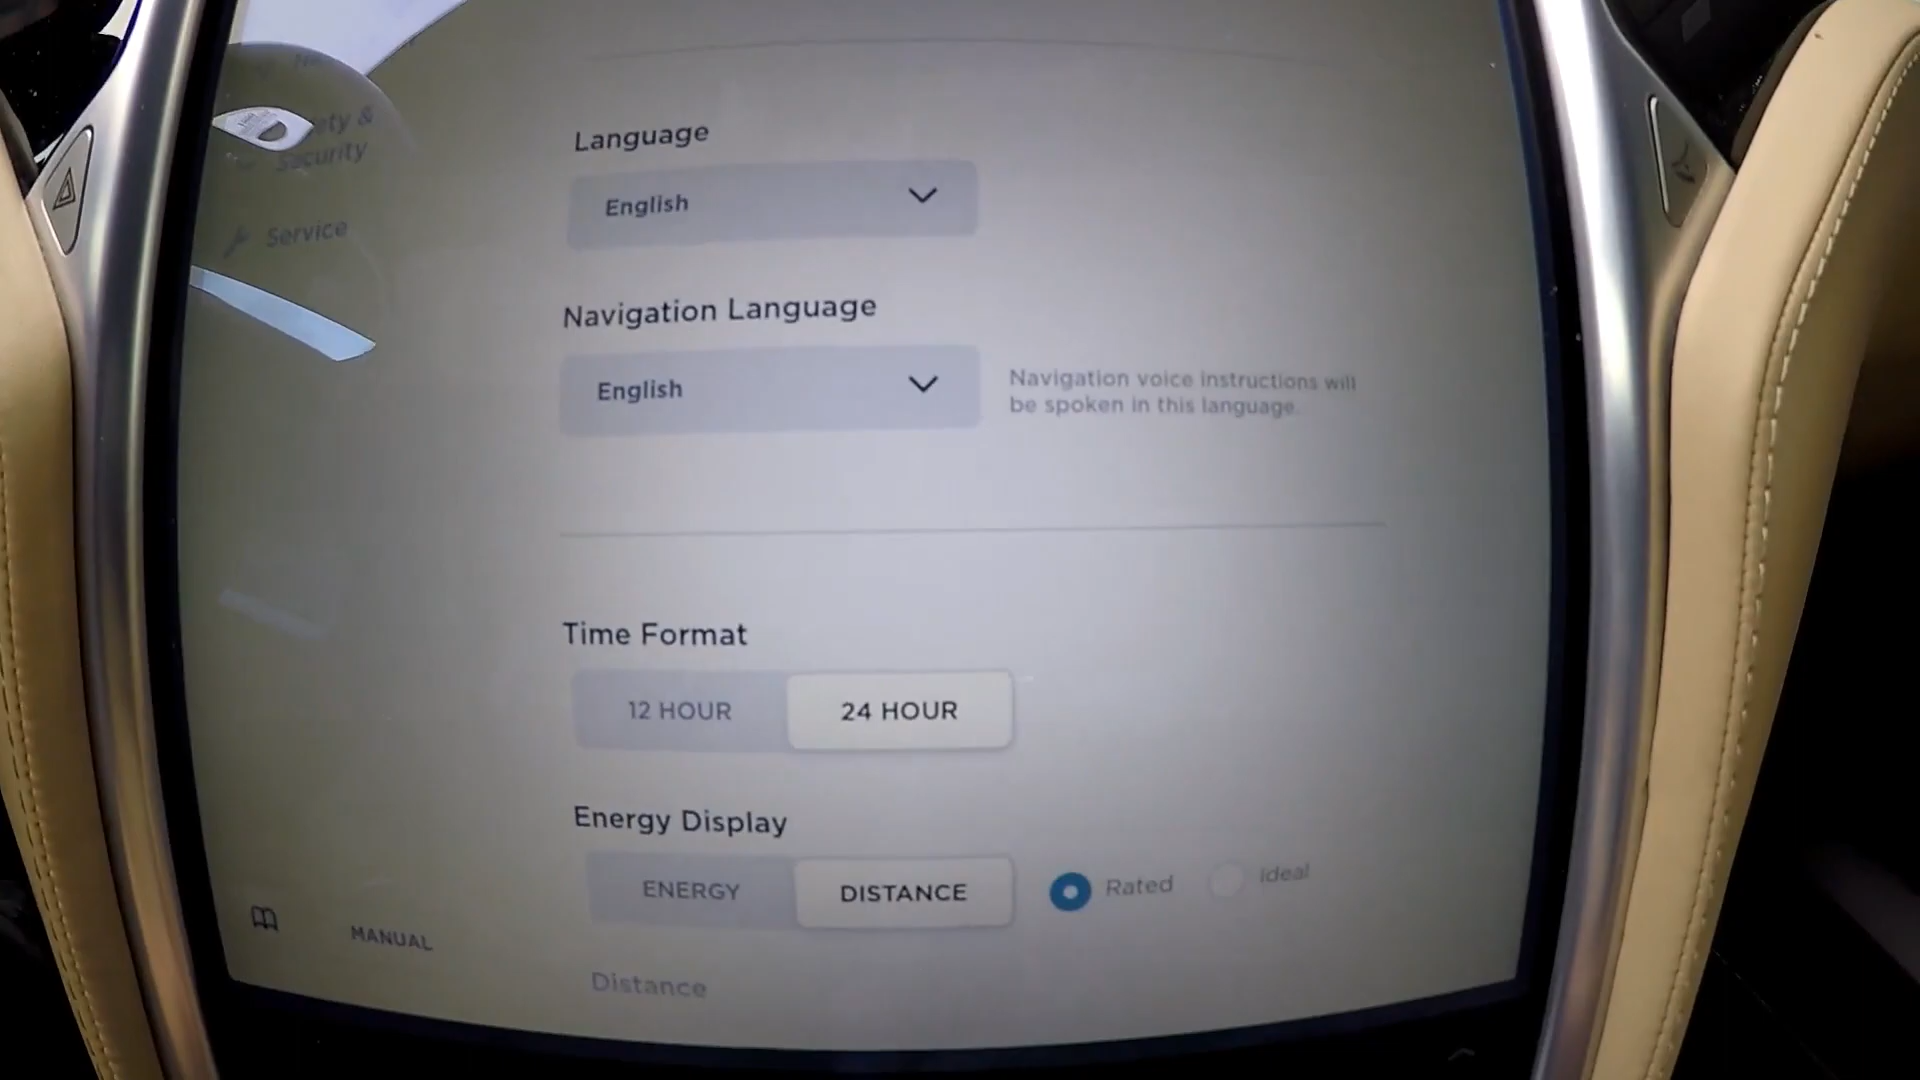 Security
Service
MANUAL
Language
English
Navigation Language
English
Navigation voice instructions will
be spoken in this language.
Time Format
12 HOUR
24 HOUR
Energy Display
ENERGY
DISTANCE
Rated
Ideal
Distance